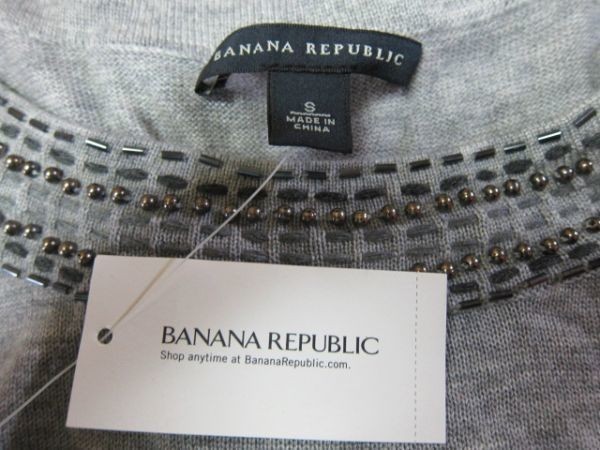 BANANA REPUBLIC
S
MADE IN
CHINA
BANANA REPUBLIC
Shop anytime at BananaRepublic.com.